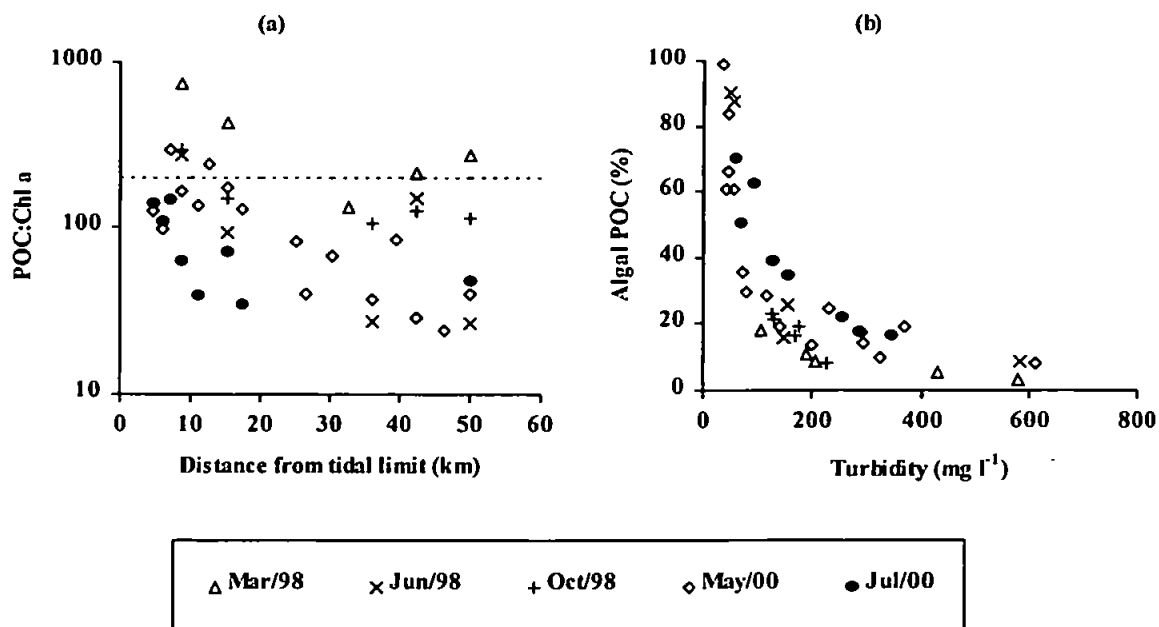 (a)
1000
100
10
POC:Chl a
0 10 20 30 40 50 60
Distance from tidal limit (km)
(b)
100
80
60
40
20
0
Algal POC (%)
0 200 400 600 800
Turbidity (mg l⁻¹)
Mar/98 Jun/98 Oct/98 May/00 Jul/00